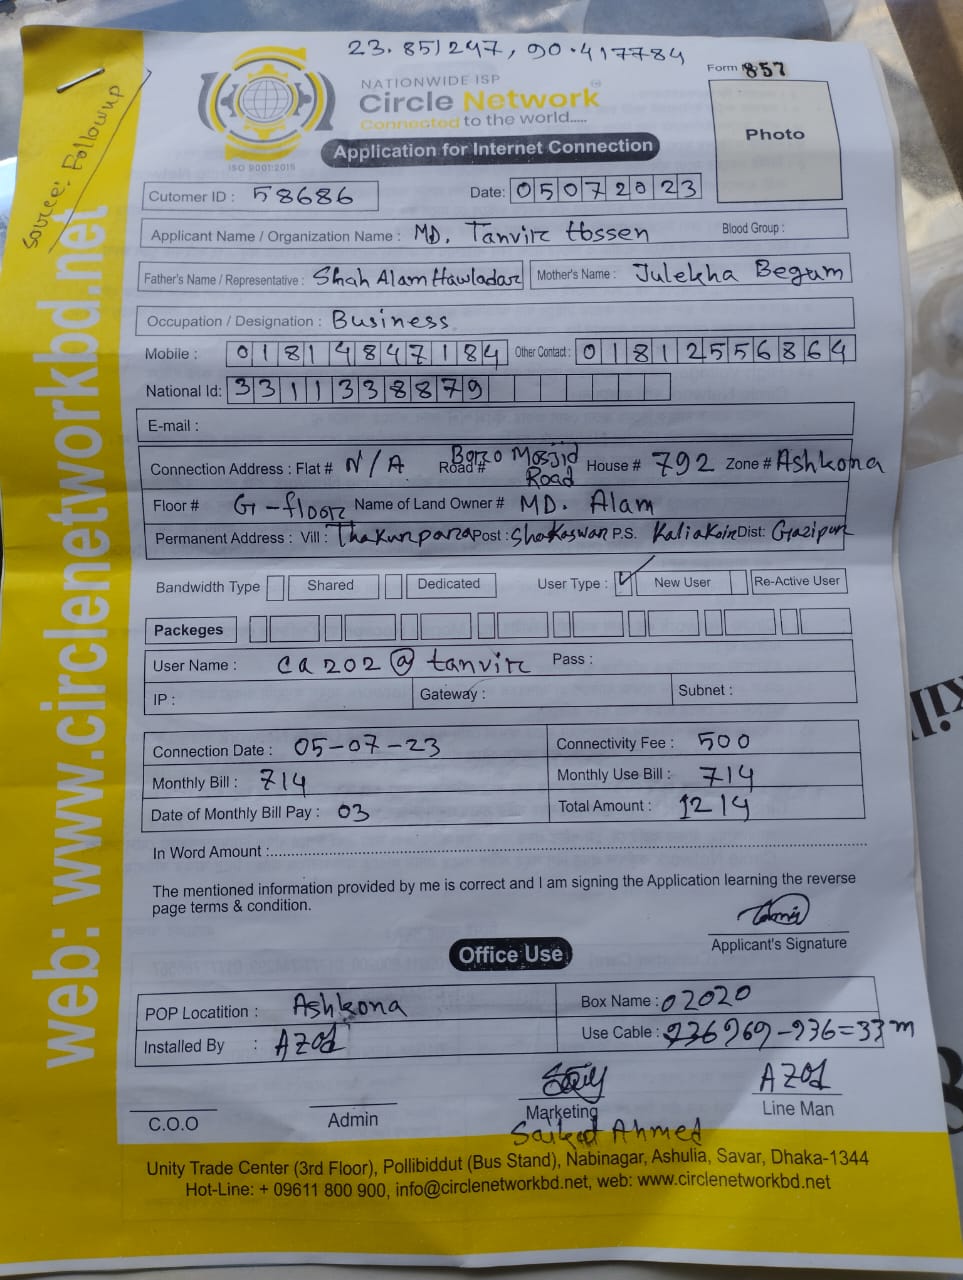 23.851247, 90.417784
Form 857
Source: Followup
NATIONWIDE ISP
Circle Network
Connected to the world.....
ISO 9001:2015
Application for Internet Connection
Photo
Cutomer ID : 58686 Date: 05072023
Applicant Name / Organization Name : MD. Tanvir Hossen Blood Group :
Father's Name / Representative : Shah Alam Hawladar Mother's Name : Julekha Begum
Occupation / Designation : Business
Mobile : 01814847184 Other Contact : 01812556864
National Id: 3311338879
E-mail :
Connection Address : Flat # N/A Road # Boro Mosjid Road House # 792 Zone # Ashkona
Floor # G-floor Name of Land Owner # MD. Alam
Permanent Address : Vill : Thakurpara Post : Shakaswar P.S. Kaliakoir Dist: Gazipur
Bandwidth Type Shared Dedicated User Type : ✓ New User Re-Active User
Packeges
User Name : ca202@tanvir Pass :
IP : Gateway : Subnet :
Connection Date : 05-07-23 Connectivity Fee : 500
Monthly Bill : 714 Monthly Use Bill : 714
Date of Monthly Bill Pay : 03 Total Amount : 1214
In Word Amount :
The mentioned information provided by me is correct and I am signing the Application learning the reverse
page terms & condition.
Applicant's Signature
Office Use
POP Locatition : Ashkona Box Name : 02020
Installed By : AZAD Use Cable : 936 969-936=33m
C.O.O Admin Marketing AZAD Line Man
Saikat Ahmed
Unity Trade Center (3rd Floor), Pollibiddut (Bus Stand), Nabinagar, Ashulia, Savar, Dhaka-1344
Hot-Line: + 09611 800 900, info@circlenetworkbd.net, web: www.circlenetworkbd.net
web: www.circlenetworkbd.net